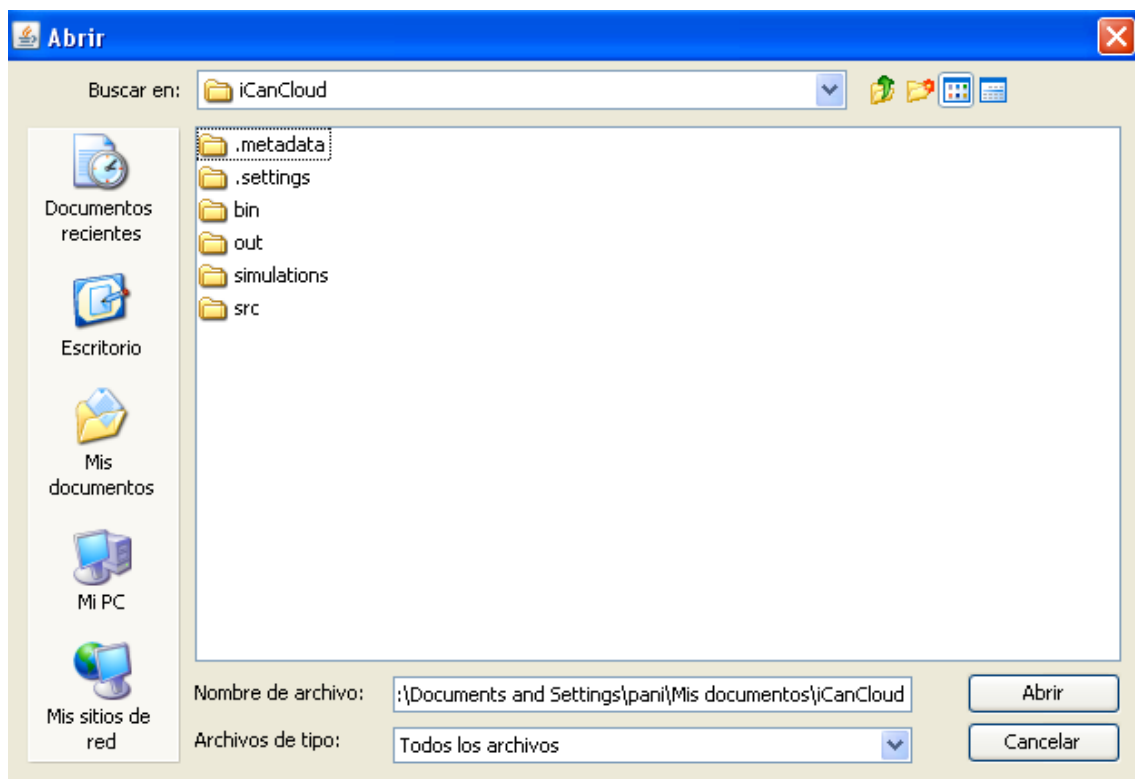 Abrir
Buscar en:
iCanCloud
.metadata
.settings
bin
out
simulations
src
Documentos
recientes
Escritorio
Mis
documentos
Mi PC
Mis sitios de
red
Nombre de archivo:
:\Documents and Settings\pani\Mis documentos\iCanCloud
Abrir
Archivos de tipo:
Todos los archivos
Cancelar